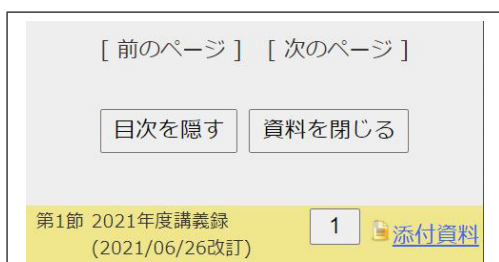 [ 前のページ ] [ 次のページ ]
目次を隠す 資料を閉じる
第1節 2021年度講義録 1 添付資料
(2021/06/26改訂)